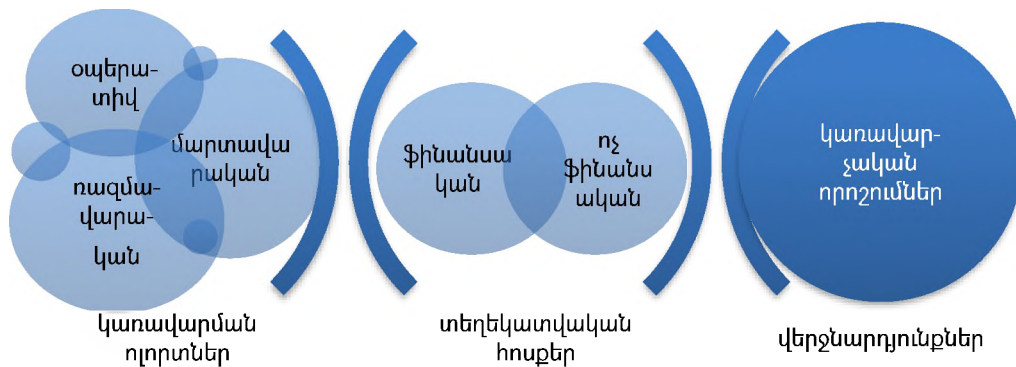 օպերա-
տիվ
մարտավա
րական
ռազմա-
վարա-
կան
կառավարման
ոլորտներ
ֆինանսա
կան
ոչ
ֆինանս
ական
տեղեկատվական
հոսքեր
կառավար-
չական
որոշումներ
վերջնարդյունքներ